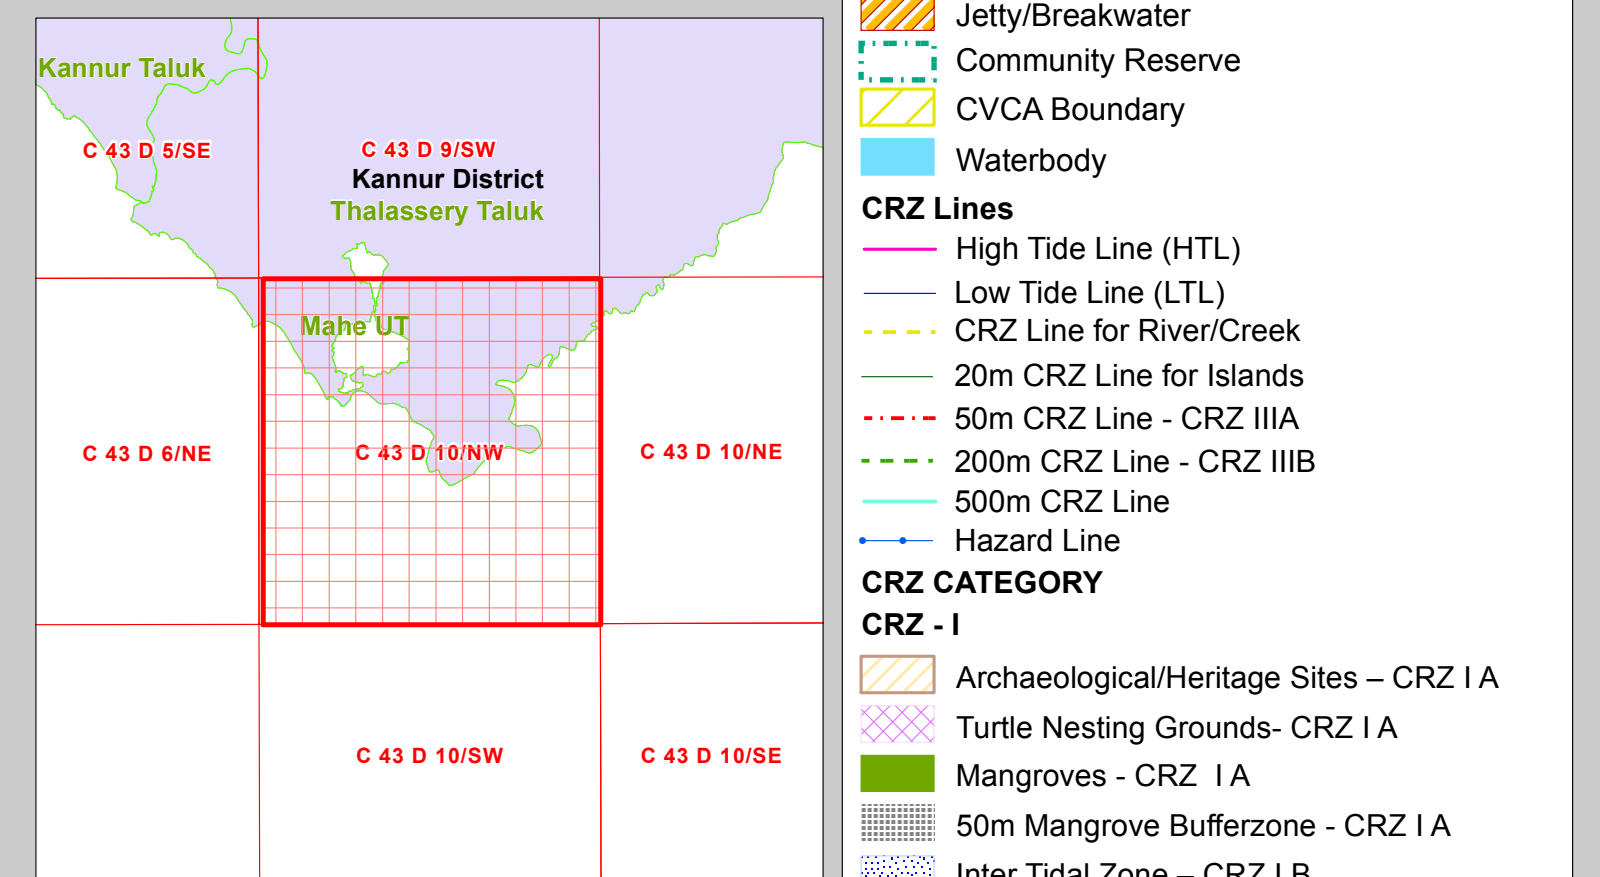 Kannur Taluk
C 43 D 5/SE
C 43 D 9/SW
Kannur District
Thalassery Taluk
Mahe UT
C 43 D 6/NE
C 43 D 10/NW
C 43 D 10/NE
C 43 D 10/SW
C 43 D 10/SE
Jetty/Breakwater
Community Reserve
CVCA Boundary
Waterbody
CRZ Lines
High Tide Line (HTL)
Low Tide Line (LTL)
CRZ Line for River/Creek
20m CRZ Line for Islands
50m CRZ Line - CRZ IIIA
200m CRZ Line - CRZ IIIB
500m CRZ Line
Hazard Line
CRZ CATEGORY
CRZ - I
Archaeological/Heritage Sites – CRZ I A
Turtle Nesting Grounds- CRZ I A
Mangroves - CRZ  I A
50m Mangrove Bufferzone - CRZ I A
Inter Tidal Zone – CRZ I B